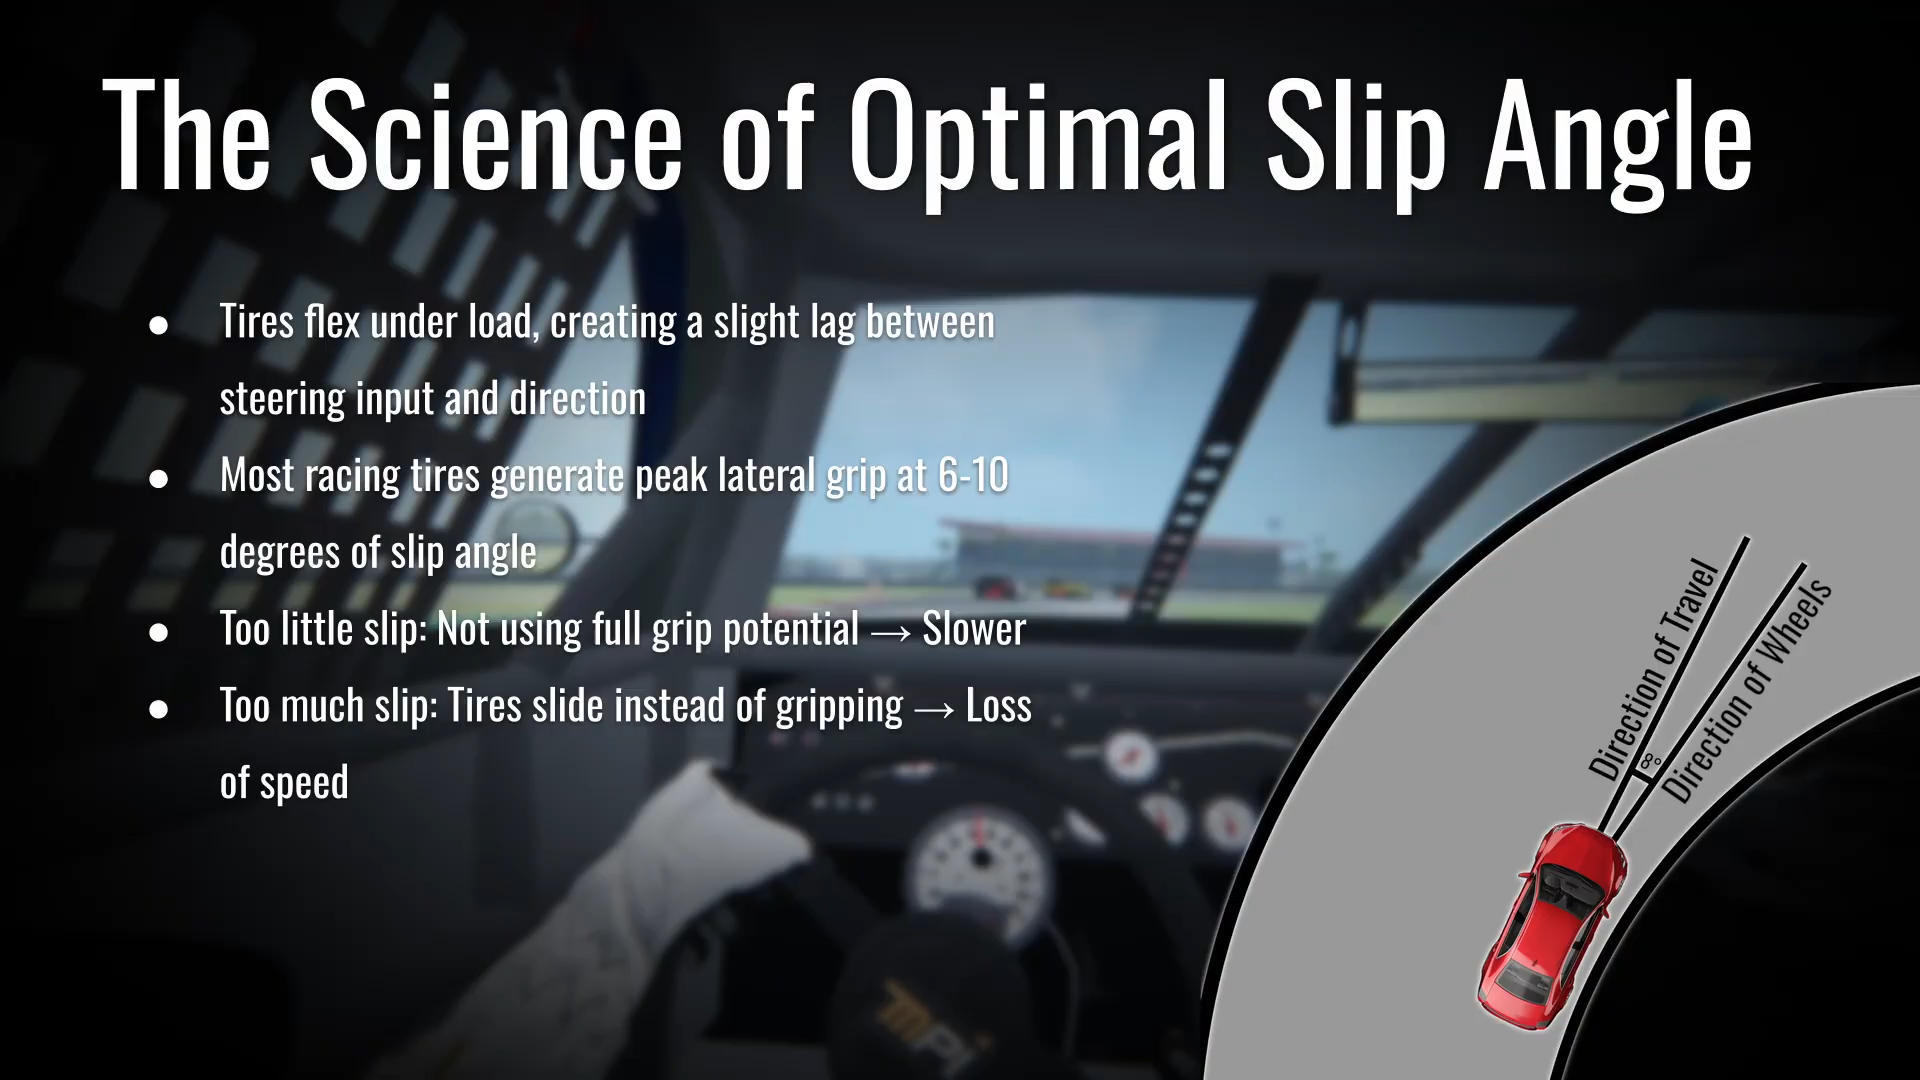 The Science of Optimal Slip Angle
● Tires flex under load, creating a slight lag between
steering input and direction
● Most racing tires generate peak lateral grip at 6-10
degrees of slip angle
● Too little slip: Not using full grip potential → Slower
● Too much slip: Tires slide instead of gripping → Loss
of speed
Direction of Travel
8°
Direction of Wheels
MPi